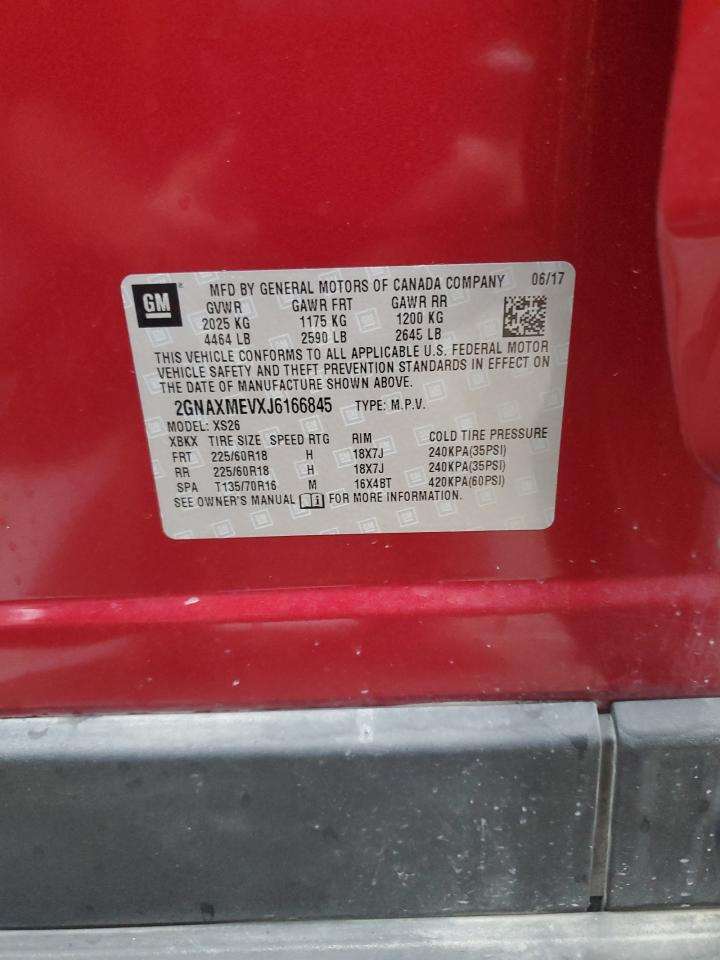 GM MFD BY GENERAL MOTORS OF CANADA COMPANY 06/17
GVWR GAWR FRT GAWR RR
2025 KG 1175 KG 1200 KG
4464 LB 2590 LB 2645 LB
THIS VEHICLE CONFORMS TO ALL APPLICABLE U.S. FEDERAL MOTOR
VEHICLE SAFETY AND THEFT PREVENTION STANDARDS IN EFFECT ON
THE DATE OF MANUFACTURE SHOWN ABOVE.
2GNAXMEVXJ6166845 TYPE: M.P.V.
MODEL: XS26
XBKX TIRE SIZE SPEED RTG RIM COLD TIRE PRESSURE
FRT 225/60R18 H 18X7J 240KPA(35PSI)
RR 225/60R18 H 18X7J 240KPA(35PSI)
SPA T135/70R16 M 16X4BT 420KPA(60PSI)
SEE OWNER'S MANUAL i FOR MORE INFORMATION.